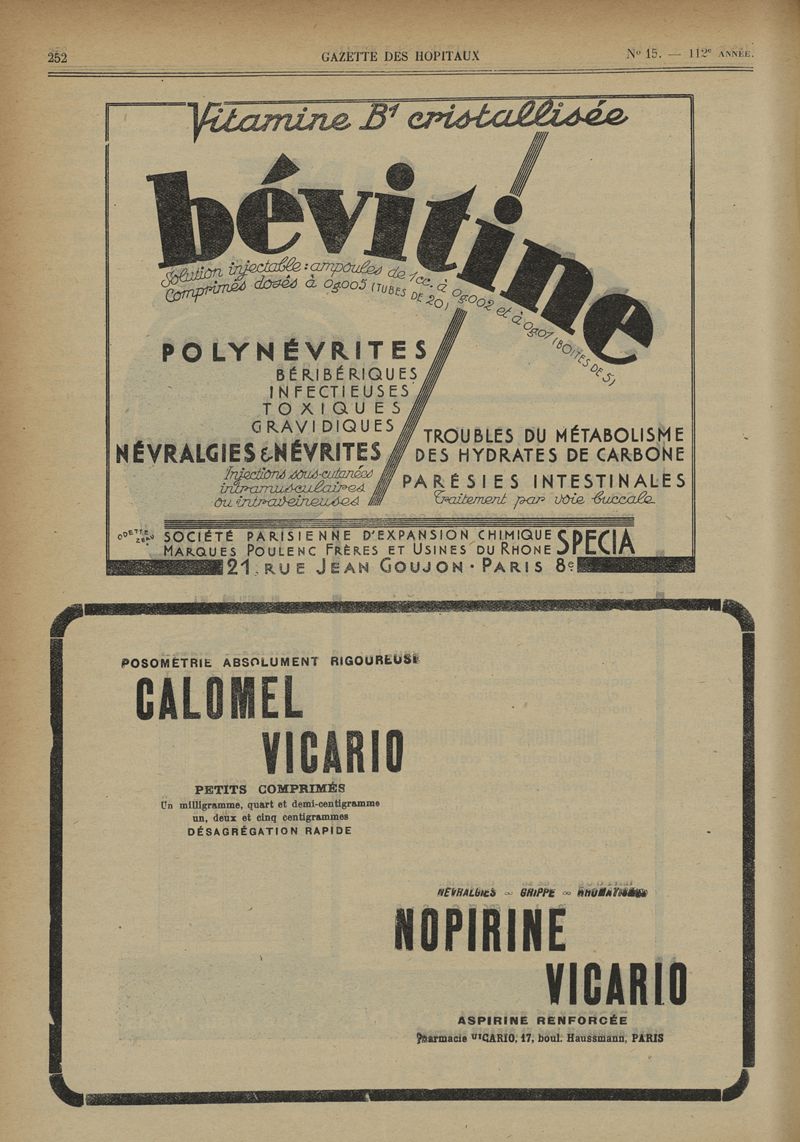 252
GAZETTE DES HOPITAUX
Nº 15. — 112e ANNÉE.
Vitamine B1 cristallisée
bévitine
Solution injectable : ampoules de 1cc. à 0g002 et à 0g01 (BOITES DE 5)
Comprimés dosés à 0g005 (TUBES DE 20)
POLYNÉVRITES
BÉRIBÉRIQUES
INFECTIEUSES
TOXIQUES
GRAVIDIQUES
NÉVRALGIES & NÉVRITES
Injections sous-cutanées
intramusculaires
ou intraveineuses
TROUBLES DU MÉTABOLISME
DES HYDRATES DE CARBONE
PARÉSIES INTESTINALES
Traitement par voie buccale
ODETTE
SOCIÉTÉ PARISIENNE D'EXPANSION CHIMIQUE
MARQUES POULENC FRÈRES ET USINES DU RHONE
SPECIA
21, RUE JEAN GOUJON · PARIS 8e
POSOMÉTRIE ABSOLUMENT RIGOUREUSE
CALOMEL
VICARIO
PETITS COMPRIMÉS
Un milligramme, quart et demi-centigramme
un, deux et cinq centigrammes
DÉSAGRÉGATION RAPIDE
NÉVRALGIES — GRIPPE — RHUMATISMES
NOPIRINE
VICARIO
ASPIRINE RENFORCÉE
Pharmacie VICARIO, 17, boul. Haussmann, PARIS